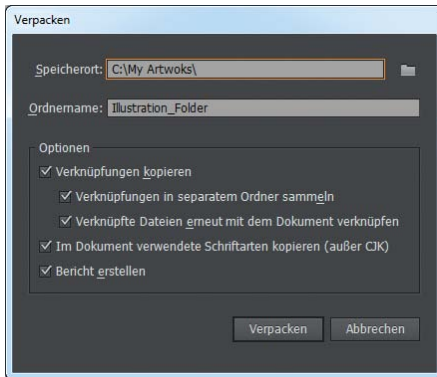 Verpacken
Speicherort: C:\My Artwoks\
Ordnername: Illustration_Folder
Optionen
Verknüpfungen kopieren
Verknüpfungen in separatem Ordner sammeln
Verknüpfte Dateien erneut mit dem Dokument verknüpfen
Im Dokument verwendete Schriftarten kopieren (außer CJK)
Bericht erstellen
Verpacken Abbrechen